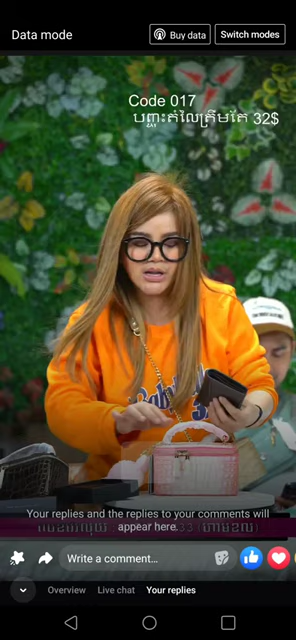 Data mode
Buy data
Switch modes
Code 017
បញ្ចុះតំលៃត្រឹមតែ 32$
Your replies and the replies to your comments will
appear here.
Write a comment...
Overview
Live chat
Your replies